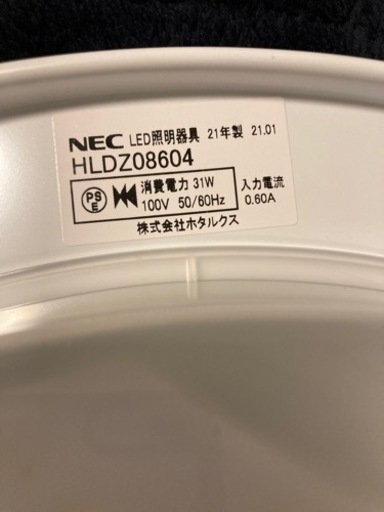 NEC LED照明器具 21年製 21.01
HLDZ08604
PS E 消費電力 31W 入力電流
100V 50/60Hz 0.60A
株式会社ホタルクス